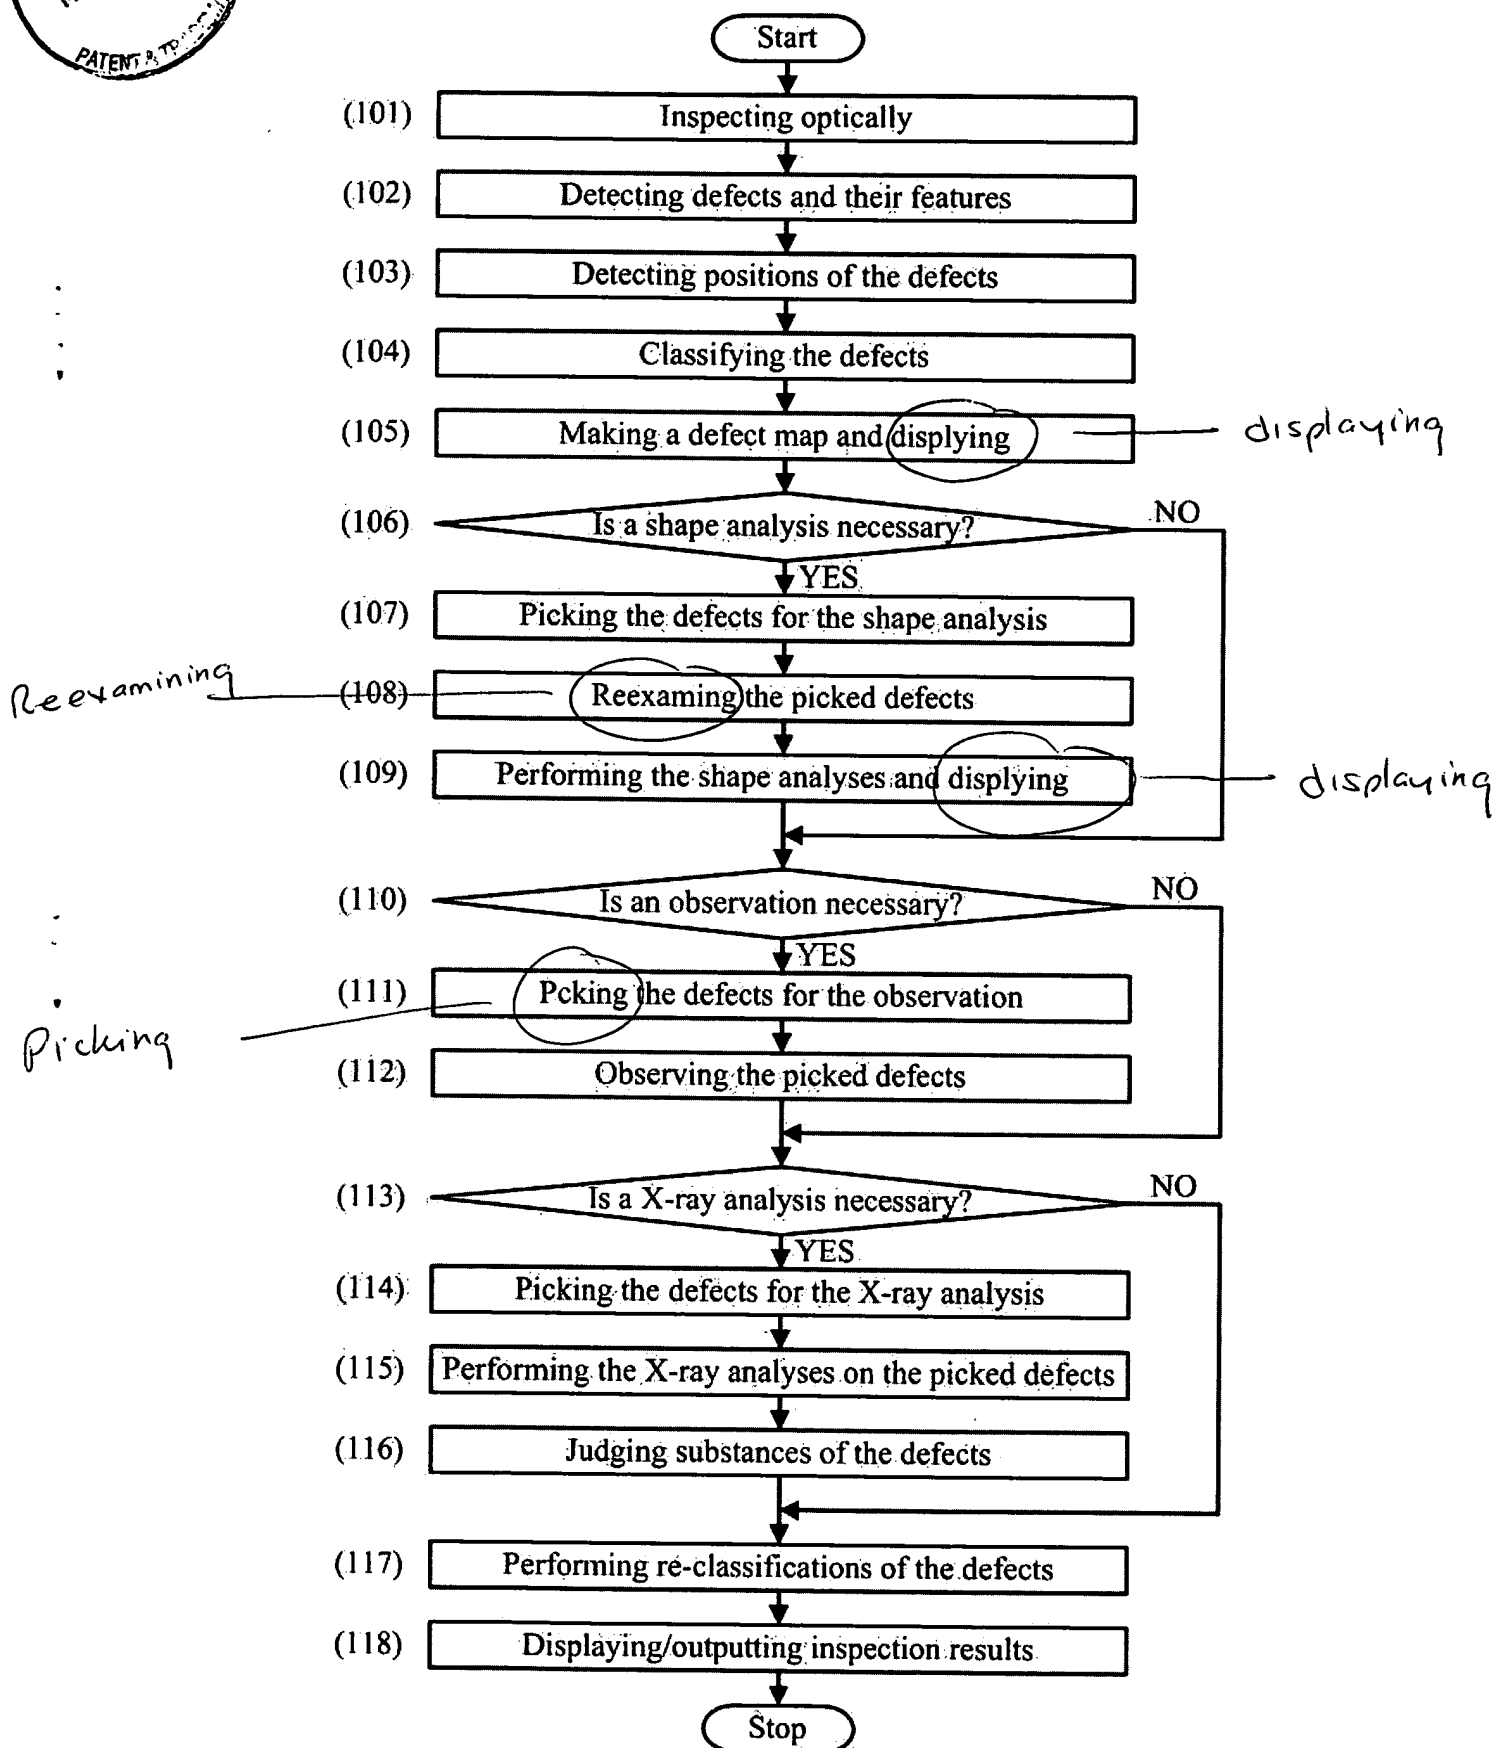 PATENT &
Start
(101) Inspecting optically
(102) Detecting defects and their features
(103) Detecting positions of the defects
(104) Classifying the defects
(105) Making a defect map and displying displaying
(106) Is a shape analysis necessary? NO
YES
(107) Picking the defects for the shape analysis
Reexamining (108) Reexaming the picked defects
(109) Performing the shape analyses and displying displaying
(110) Is an observation necessary? NO
YES
(111) Pcking the defects for the observation
Picking
(112) Observing the picked defects
(113) Is a X-ray analysis necessary? NO
YES
(114) Picking the defects for the X-ray analysis
(115) Performing the X-ray analyses on the picked defects
(116) Judging substances of the defects
(117) Performing re-classifications of the defects
(118) Displaying/outputting inspection results
Stop